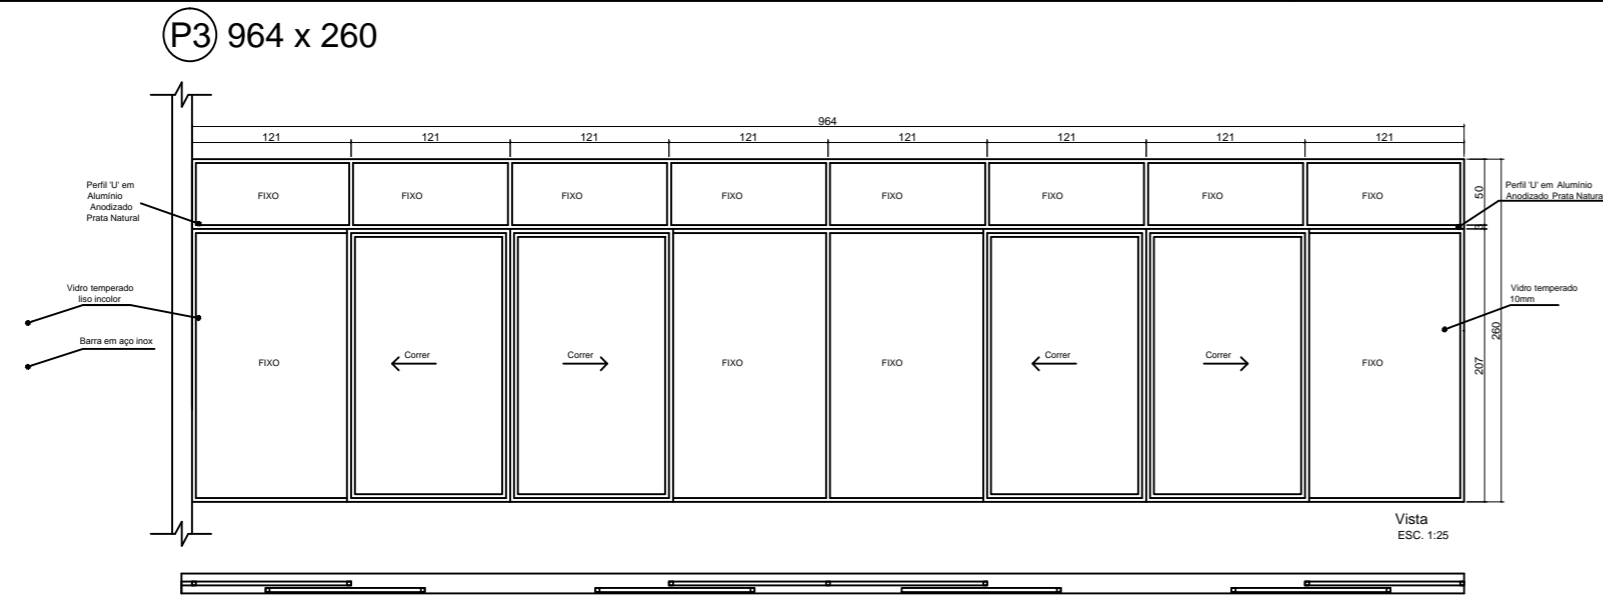 P3 964 x 260
964
121 121 121 121 121 121 121 121
FIXO FIXO FIXO FIXO FIXO FIXO FIXO FIXO
50
Perfil 'U' em
Alumínio
Anodizado
Prata Natural
Perfil 'U' em Alumínio
Anodizado Prata Natura
3
Vidro temperado
liso incolor
Vidro temperado
10mm
Barra em aço inox
260
207
FIXO Correr Correr FIXO FIXO Correr Correr FIXO
Vista
ESC. 1:25